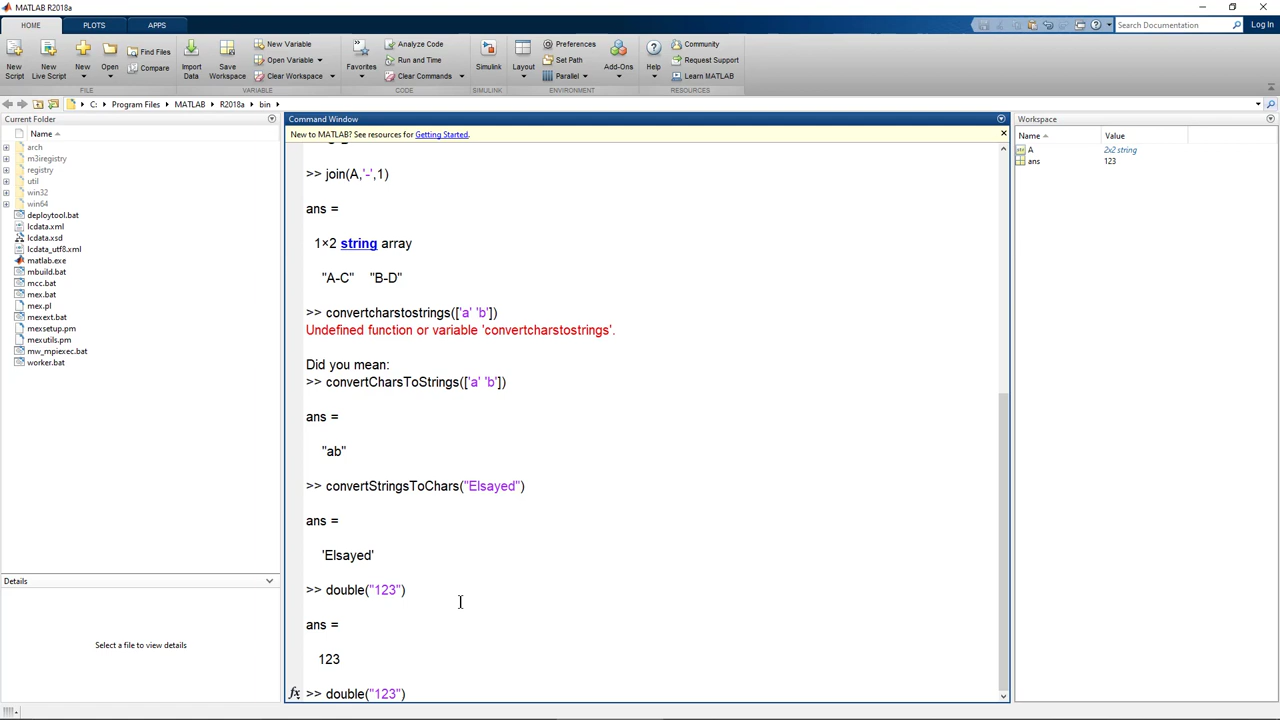 MATLAB R2018a
HOME
PLOTS
APPS
Search Documentation
Log In
New Script
New Live Script
New
Open
Find Files
Compare
Import Data
Save Workspace
New Variable
Open Variable
Clear Workspace
Favorites
Analyze Code
Run and Time
Clear Commands
Simulink
Layout
Preferences
Set Path
Parallel
Add-Ons
Help
Community
Request Support
Learn MATLAB
FILE
VARIABLE
CODE
SIMULINK
ENVIRONMENT
RESOURCES
C: Program Files MATLAB R2018a bin
Current Folder
Name
arch
m3iregistry
registry
util
win32
win64
deploytool.bat
lcdata.xml
lcdata.xsd
lcdata_utf8.xml
matlab.exe
mbuild.bat
mcc.bat
mex.bat
mex.pl
mexext.bat
mexsetup.pm
mexutils.pm
mw_mpiexec.bat
worker.bat
Details
Select a file to view details
Command Window
New to MATLAB? See resources for Getting Started.
>> join(A,'-',1)
ans =
1×2 string array
"A-C" "B-D"
>> convertcharstostrings(['a' 'b'])
Undefined function or variable 'convertcharstostrings'.
Did you mean:
>> convertCharsToStrings(['a' 'b'])
ans =
"ab"
>> convertStringsToChars("Elsayed")
ans =
'Elsayed'
>> double("123")
ans =
123
fx >> double("123")
Workspace
Name Value
A 2x2 string
ans 123